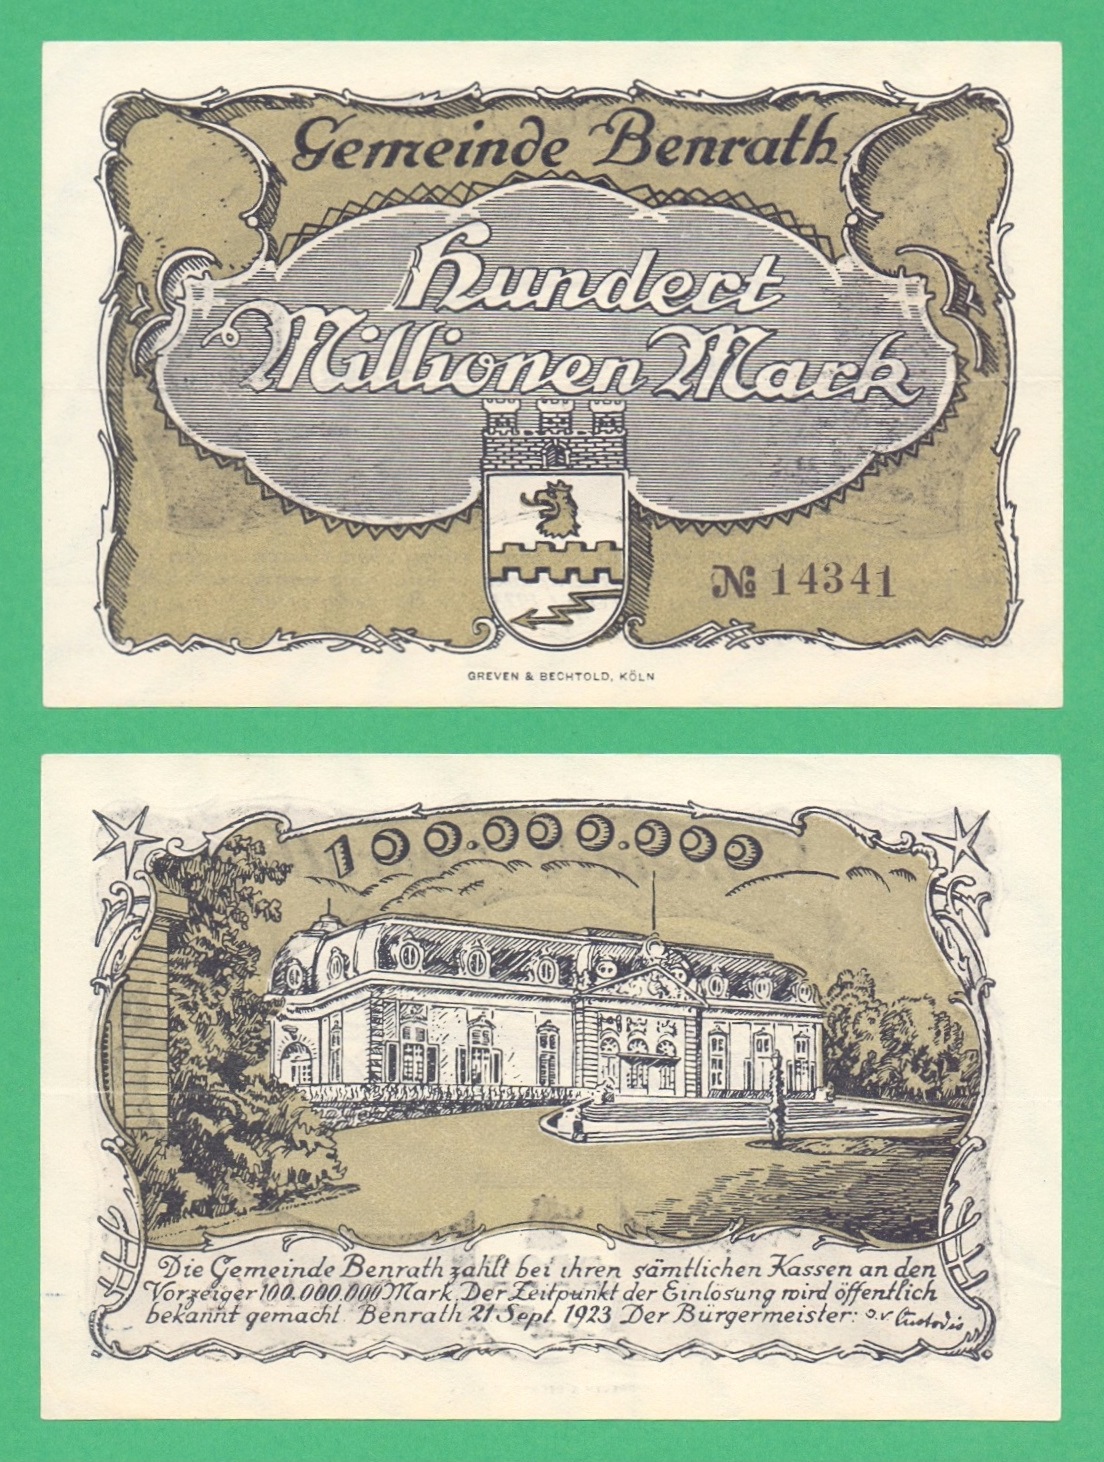 Gemeinde Benrath
Hundert
Millionen Mark
№ 14341
GREVEN & BECHTOLD, KÖLN
100.000.000
Die Gemeinde Benrath zahlt bei ihren sämtlichen Kassen an den
Vorzeiger 100.000.000 Mark. Der Zeitpunkt der Einlösung wird öffentlich
bekannt gemacht. Benrath 21 Sept. 1923 Der Bürgermeister: o.v. Custodis